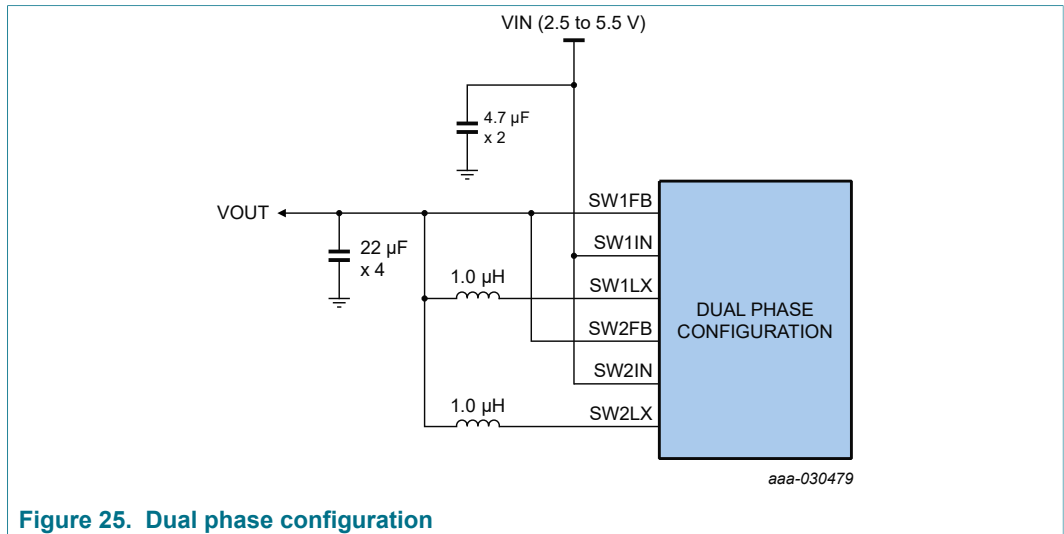 VIN (2.5 to 5.5 V)
4.7 µF
x 2
SW1FB
VOUT
SW1IN
22 µF
x 4
1.0 µH
SW1LX
DUAL PHASE
CONFIGURATION
SW2FB
SW2IN
1.0 µH
SW2LX
aaa-030479
Figure 25. Dual phase configuration